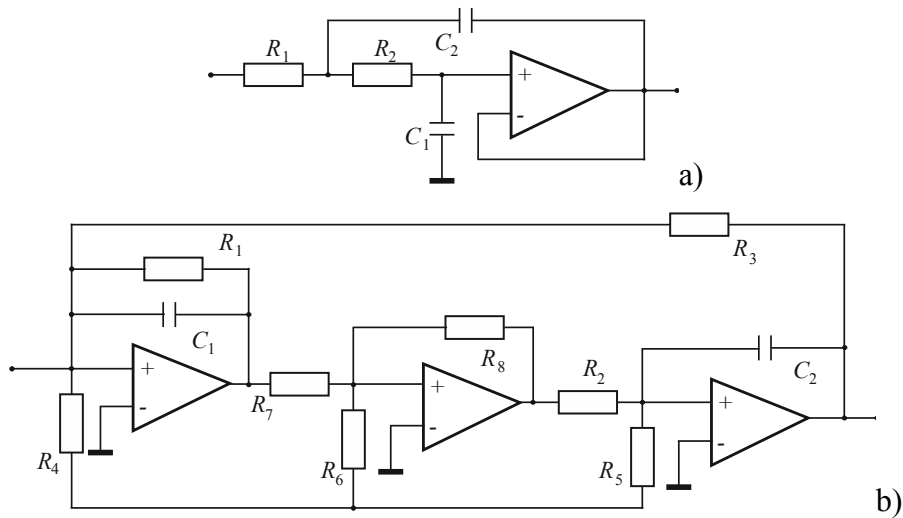 C2
R1
R2
+
-
C1
a)
R1
R3
C1
+
-
R7
R8
R2
C2
+
-
+
-
R4
R6
R5
b)